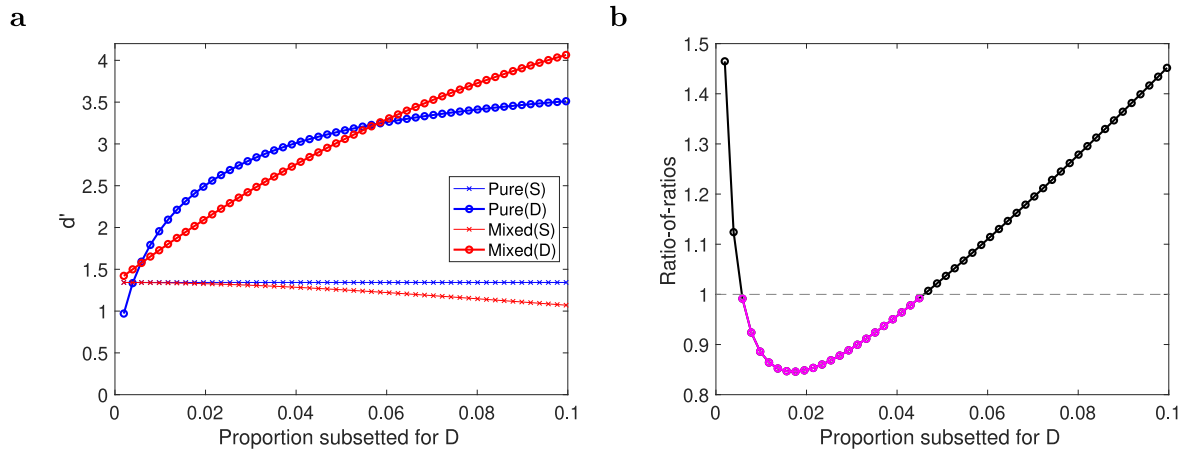 a
4
3.5
3
2.5
2
1.5
1
0.5
0
d'
0 0.02 0.04 0.06 0.08 0.1
Proportion subsetted for D
Pure(S)
Pure(D)
Mixed(S)
Mixed(D)
b
1.5
1.4
1.3
1.2
1.1
1
0.9
0.8
Ratio-of-ratios
0 0.02 0.04 0.06 0.08 0.1
Proportion subsetted for D